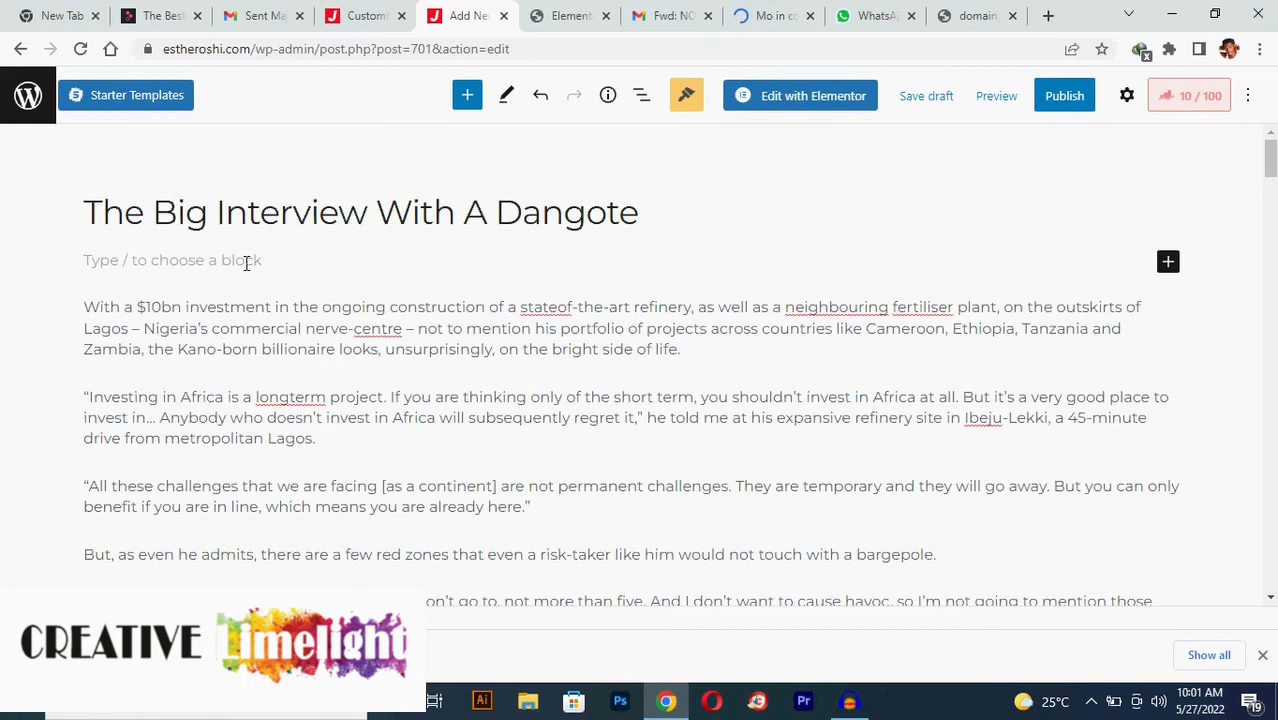 New Tab
The Best
Sent Ma
Customi
Add Ne
Element
Fwd: NC
Mo in co
WhatsA
domain
estheroshi.com/wp-admin/post.php?post=701&action=edit
Starter Templates
Edit with Elementor
Save draft
Preview
Publish
10 / 100
The Big Interview With A Dangote
Type / to choose a block
With a $10bn investment in the ongoing construction of a stateof-the-art refinery, as well as a neighbouring fertiliser plant, on the outskirts of
Lagos – Nigeria’s commercial nerve-centre – not to mention his portfolio of projects across countries like Cameroon, Ethiopia, Tanzania and
Zambia, the Kano-born billionaire looks, unsurprisingly, on the bright side of life.
“Investing in Africa is a longterm project. If you are thinking only of the short term, you shouldn’t invest in Africa at all. But it’s a very good place to
invest in… Anybody who doesn’t invest in Africa will subsequently regret it,” he told me at his expansive refinery site in Ibeju-Lekki, a 45-minute
drive from metropolitan Lagos.
“All these challenges that we are facing [as a continent] are not permanent challenges. They are temporary and they will go away. But you can only
benefit if you are in line, which means you are already here.”
But, as even he admits, there are a few red zones that even a risk-taker like him would not touch with a bargepole.
on’t go to, not more than five. And I don’t want to cause havoc, so I’m not going to mention those
CREATIVE Limelight
Show all
Ai
Ps
Pr
25°C
10:01 AM
5/27/2022
19